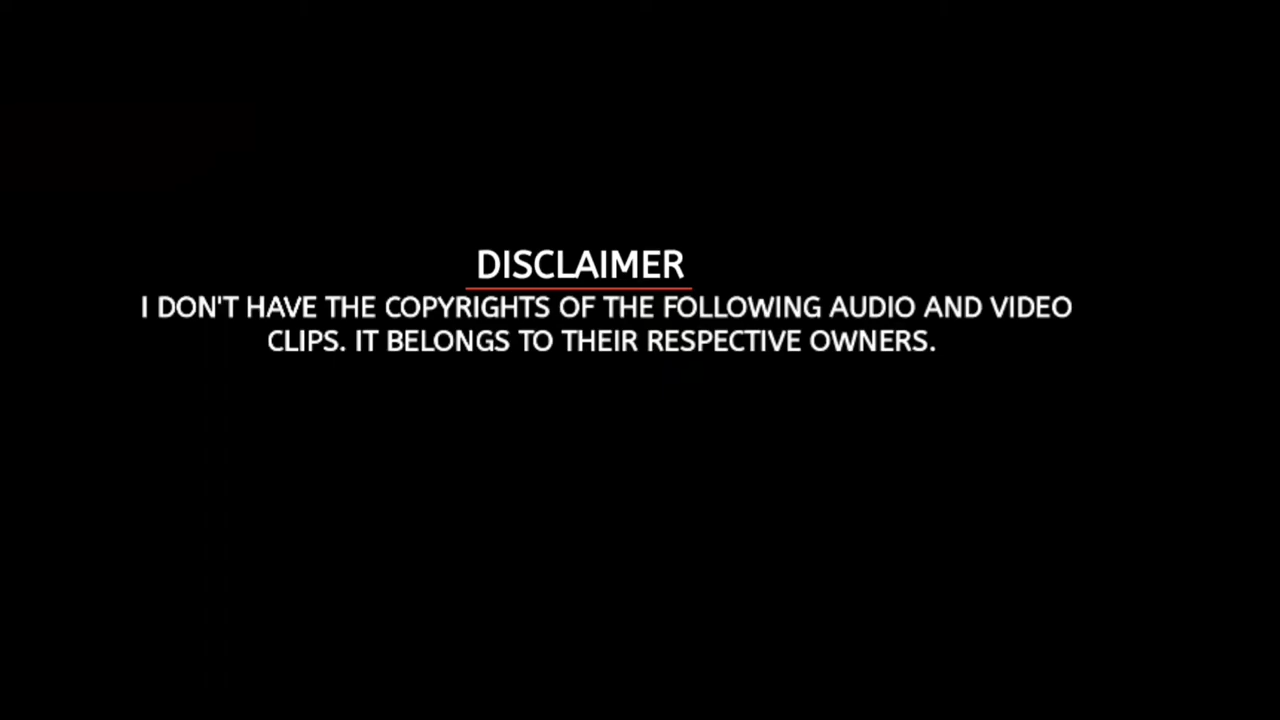 DISCLAIMER
I DON'T HAVE THE COPYRIGHTS OF THE FOLLOWING AUDIO AND VIDEO
CLIPS. IT BELONGS TO THEIR RESPECTIVE OWNERS.